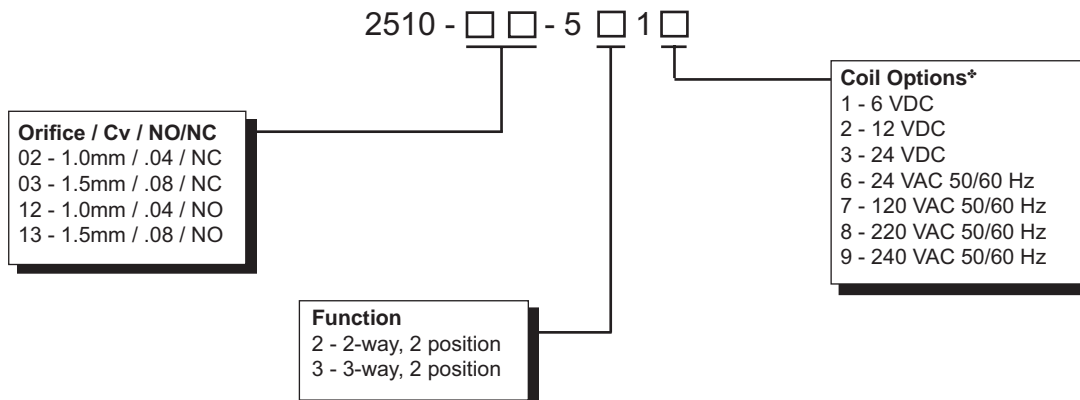 2510 - □ □ - 5 □ 1 □
Orifice / Cv / NO/NC
02 - 1.0mm / .04 / NC
03 - 1.5mm / .08 / NC
12 - 1.0mm / .04 / NO
13 - 1.5mm / .08 / NO
Function
2 - 2-way, 2 position
3 - 3-way, 2 position
Coil Options✤
1 - 6 VDC
2 - 12 VDC
3 - 24 VDC
6 - 24 VAC 50/60 Hz
7 - 120 VAC 50/60 Hz
8 - 220 VAC 50/60 Hz
9 - 240 VAC 50/60 Hz